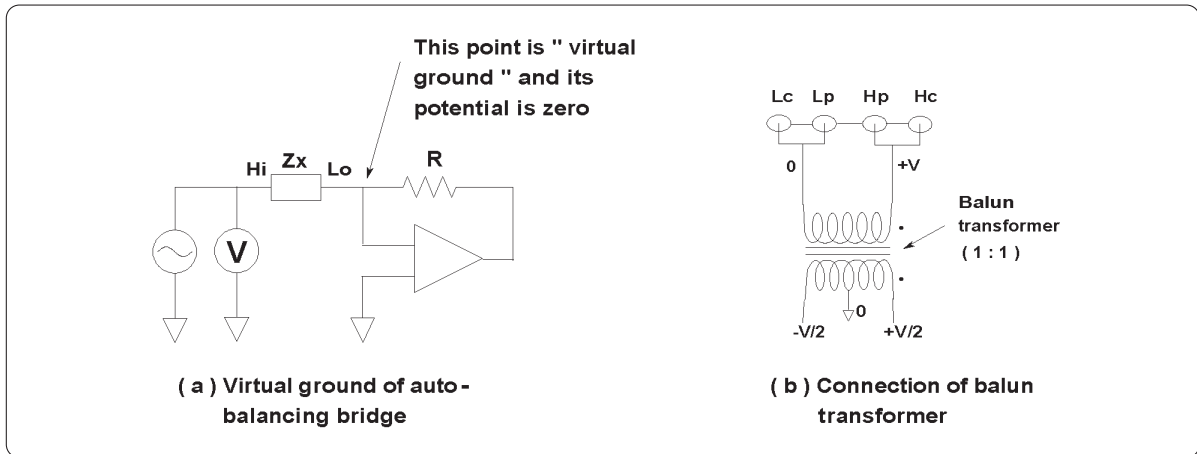 This point is " virtual
ground " and its
potential is zero
Hi
Zx
Lo
R
V
( a ) Virtual ground of auto-
balancing bridge
Lc
Lp
Hp
Hc
0
+V
Balun
transformer
( 1 : 1 )
0
-V/2
+V/2
( b ) Connection of balun
transformer